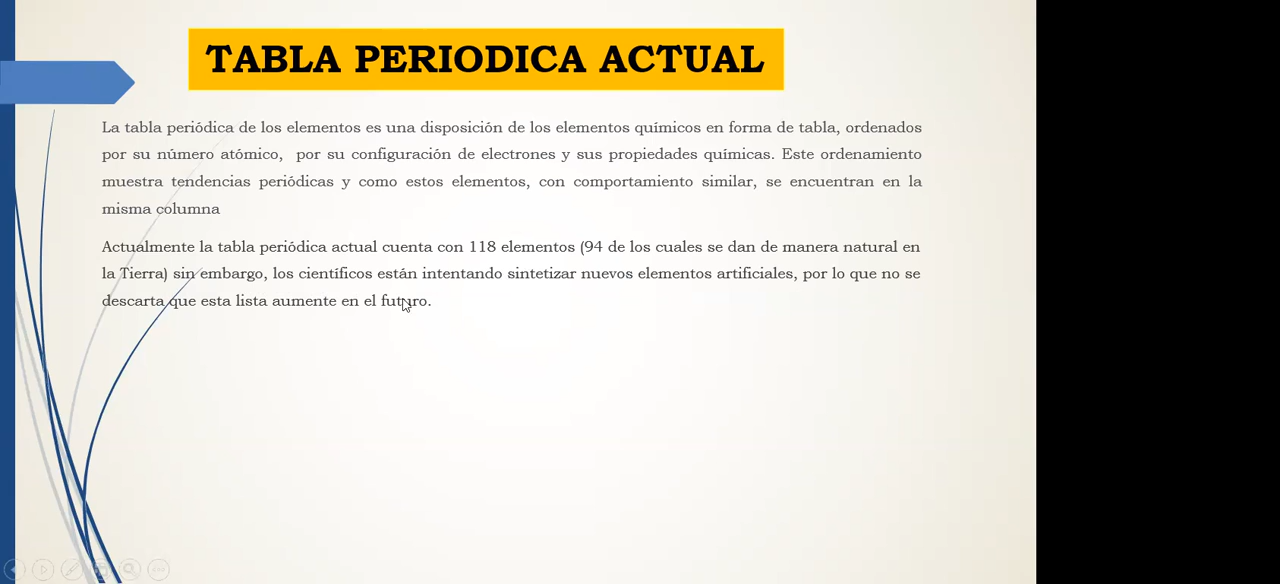 TABLA PERIODICA ACTUAL
La tabla periódica de los elementos es una disposición de los elementos químicos en forma de tabla, ordenados
por su número atómico,  por su configuración de electrones y sus propiedades químicas. Este ordenamiento
muestra tendencias periódicas y como estos elementos, con comportamiento similar, se encuentran en la
misma columna
Actualmente la tabla periódica actual cuenta con 118 elementos (94 de los cuales se dan de manera natural en
la Tierra) sin embargo, los científicos están intentando sintetizar nuevos elementos artificiales, por lo que no se
descarta que esta lista aumente en el futuro.